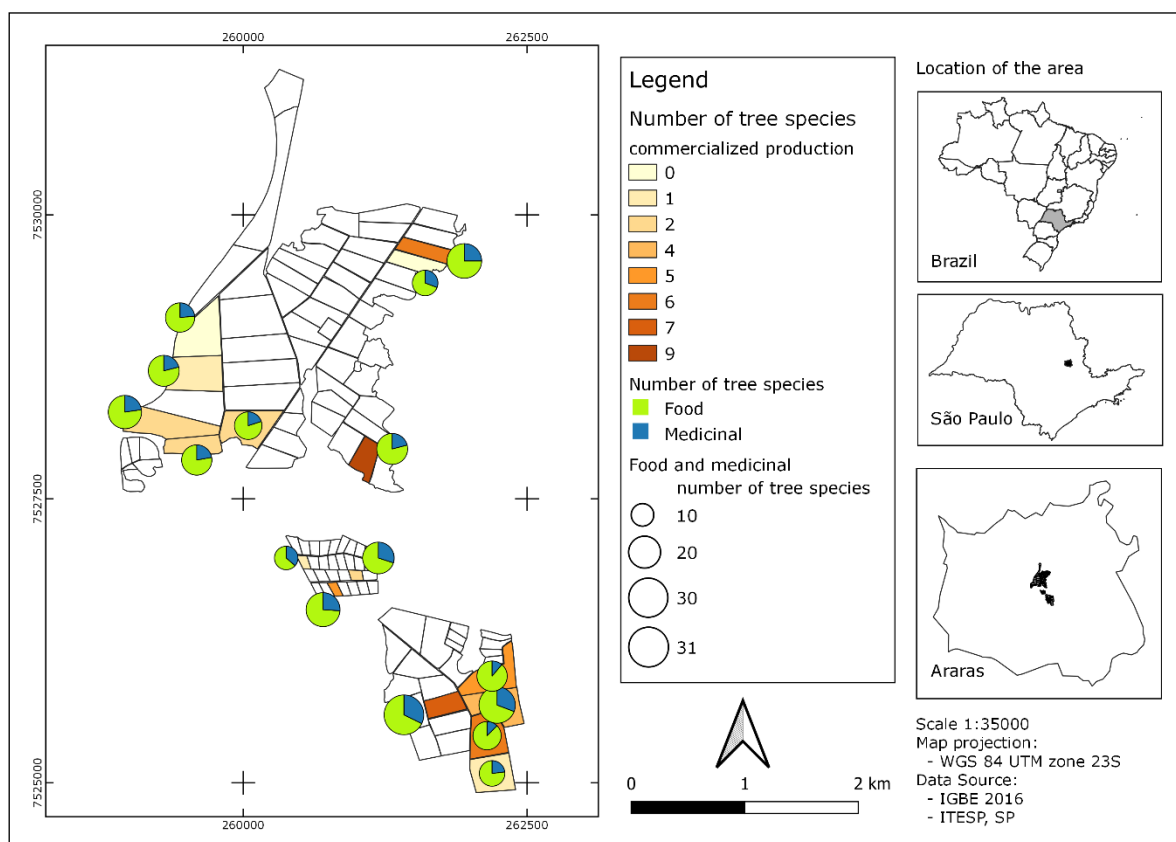 260000
262500
7530000
7527500
7525000
260000
262500
Legend
Number of tree species
commercialized production
0
1
2
4
5
6
7
9
Number of tree species
Food
Medicinal
Food and medicinal
number of tree species
10
20
30
31
0
1
2 km
Location of the area
Brazil
São Paulo
Araras
Scale 1:35000
Map projection:
- WGS 84 UTM zone 23S
Data Source:
- IGBE 2016
- ITESP, SP